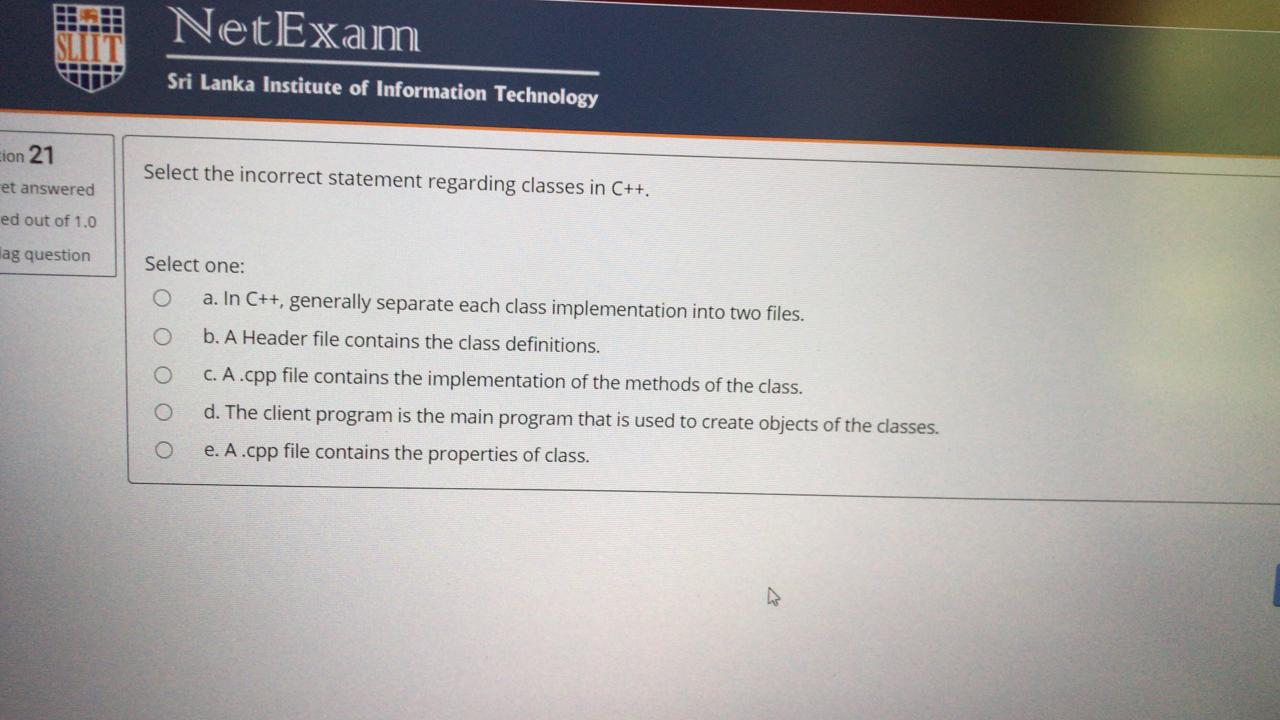 SLIIT
NetExam
Sri Lanka Institute of Information Technology
tion 21
et answered
ed out of 1.0
lag question
Select the incorrect statement regarding classes in C++.
Select one:
a. In C++, generally separate each class implementation into two files.
b. A Header file contains the class definitions.
c. A .cpp file contains the implementation of the methods of the class.
d. The client program is the main program that is used to create objects of the classes.
e. A .cpp file contains the properties of class.